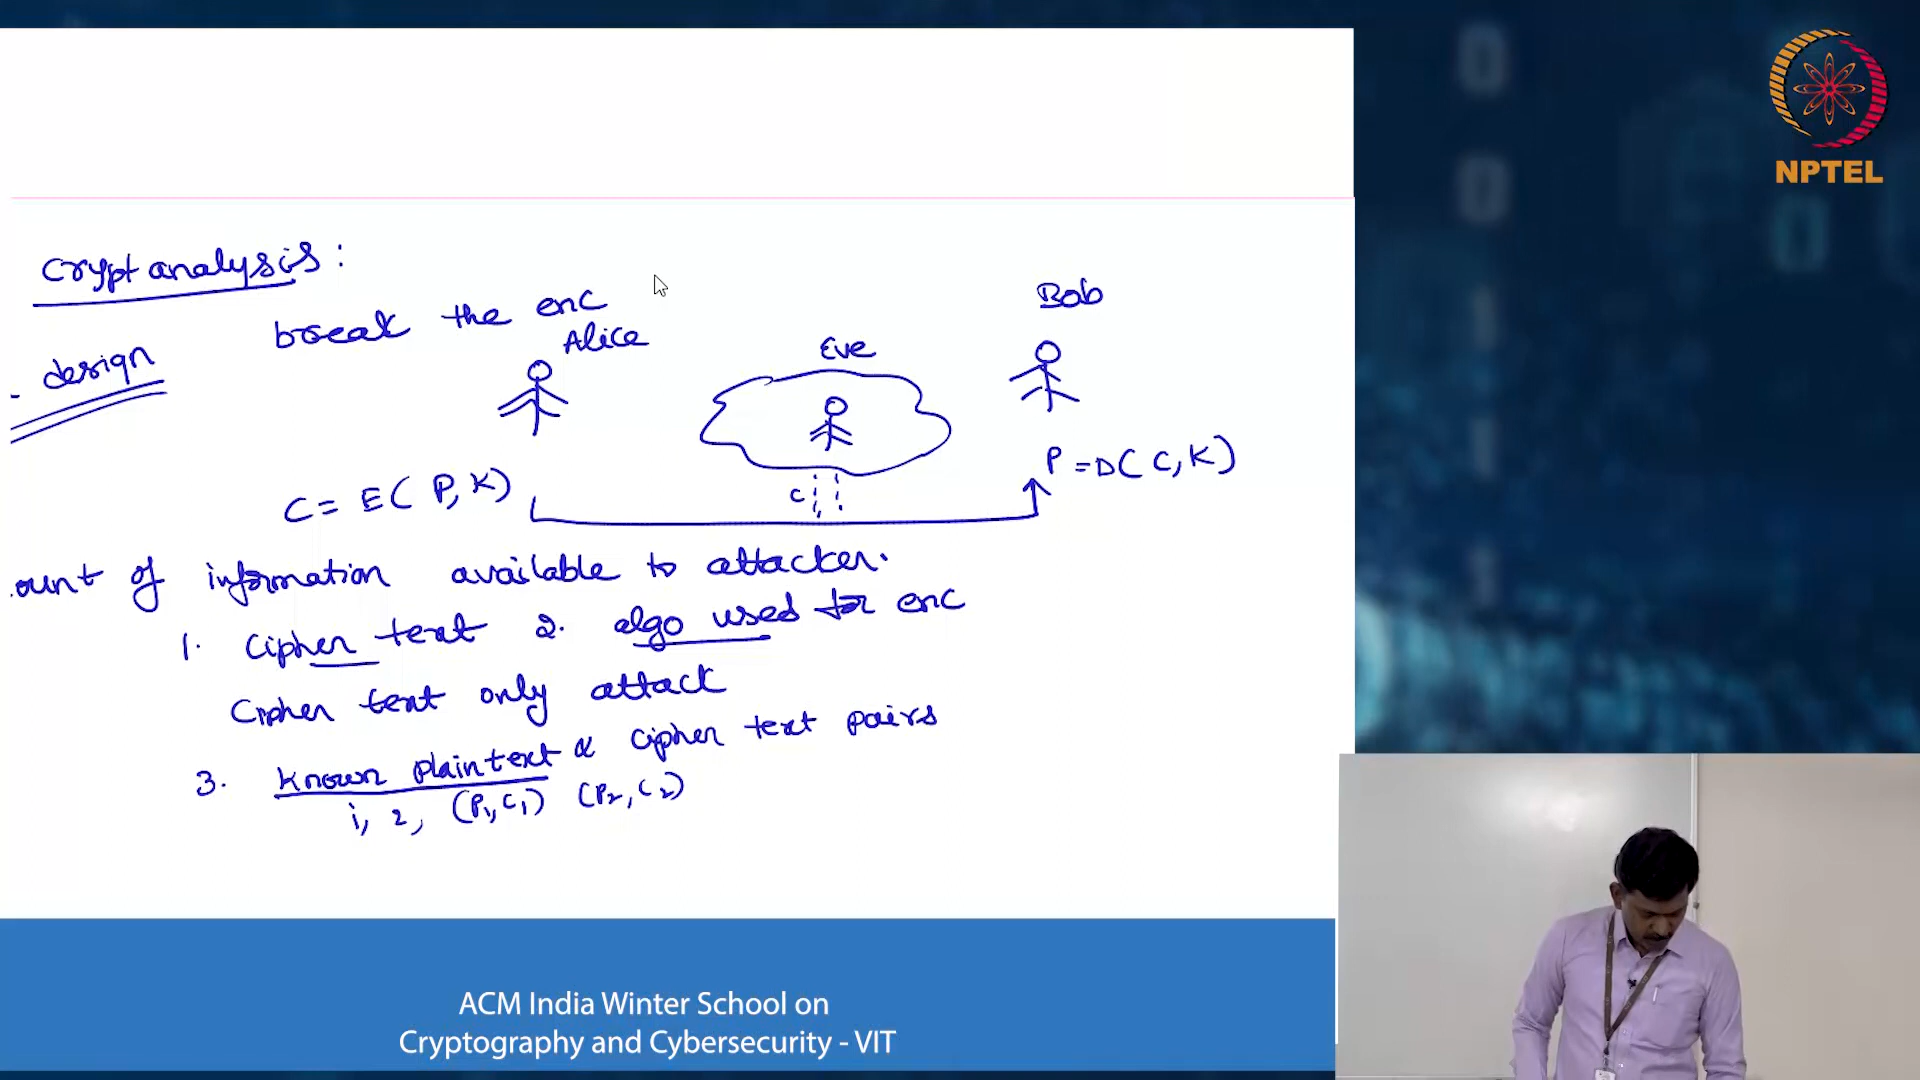 NPTEL
Cryptanalysis:
break the enc
- design
Alice
Eve
Bob
C = E( P, K)
C
P = D( C, K)
ount of information available to attacker.
1. Cipher text 2. algo used for enc
Cipher text only attack
3. Known plaintext & cipher text pairs
1, 2, (P1, C1) (P2, C2)
ACM India Winter School on
Cryptography and Cybersecurity - VIT